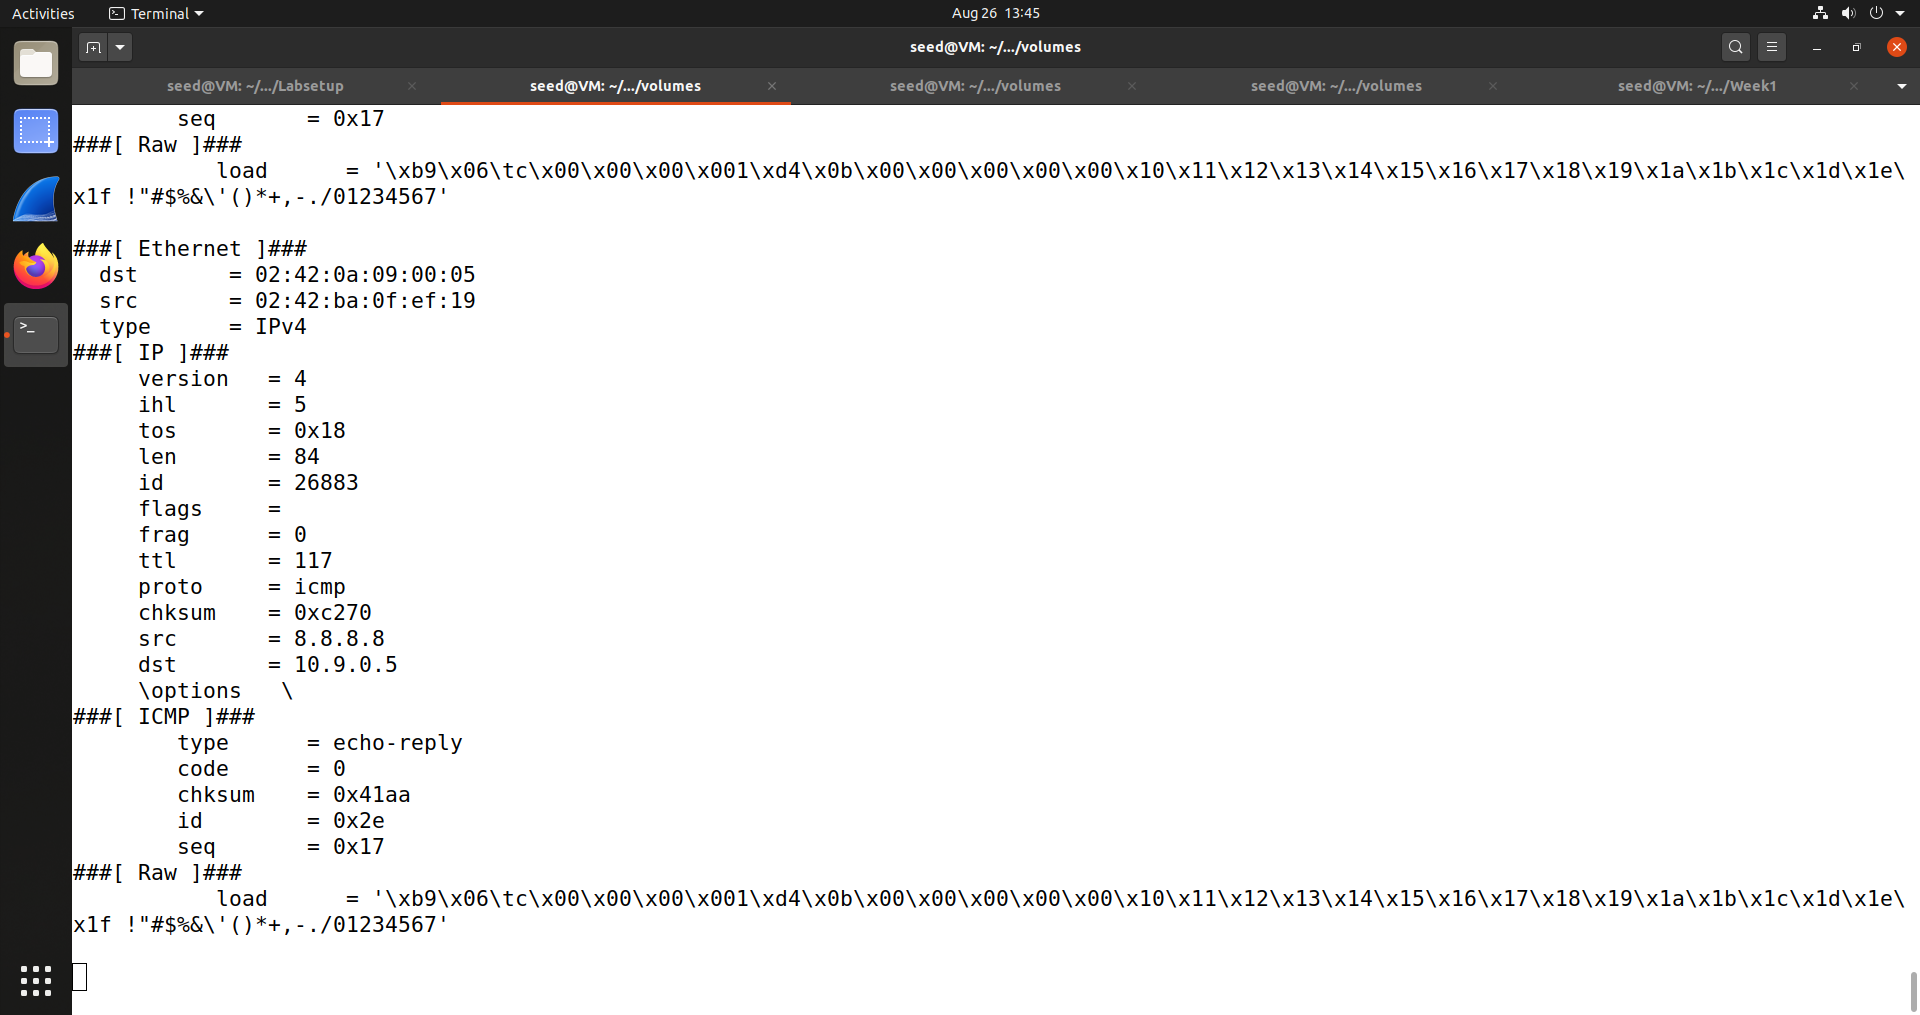 Activities
Terminal
Aug 26 13:45
seed@VM: ~/.../volumes
seed@VM: ~/.../Labsetup
seed@VM: ~/.../volumes
seed@VM: ~/.../volumes
seed@VM: ~/.../volumes
seed@VM: ~/.../Week1
        seq       = 0x17
###[ Raw ]###
           load      = '\xb9\x06\tc\x00\x00\x00\x001\xd4\x0b\x00\x00\x00\x00\x00\x10\x11\x12\x13\x14\x15\x16\x17\x18\x19\x1a\x1b\x1c\x1d\x1e\
x1f !"#$%&\'()*+,-./01234567'
###[ Ethernet ]###
  dst       = 02:42:0a:09:00:05
  src       = 02:42:ba:0f:ef:19
  type      = IPv4
###[ IP ]###
     version   = 4
     ihl       = 5
     tos       = 0x18
     len       = 84
     id        = 26883
     flags     =
     frag      = 0
     ttl       = 117
     proto     = icmp
     chksum    = 0xc270
     src       = 8.8.8.8
     dst       = 10.9.0.5
     \options   \
###[ ICMP ]###
        type      = echo-reply
        code      = 0
        chksum    = 0x41aa
        id        = 0x2e
        seq       = 0x17
###[ Raw ]###
           load      = '\xb9\x06\tc\x00\x00\x00\x001\xd4\x0b\x00\x00\x00\x00\x00\x10\x11\x12\x13\x14\x15\x16\x17\x18\x19\x1a\x1b\x1c\x1d\x1e\
x1f !"#$%&\'()*+,-./01234567'